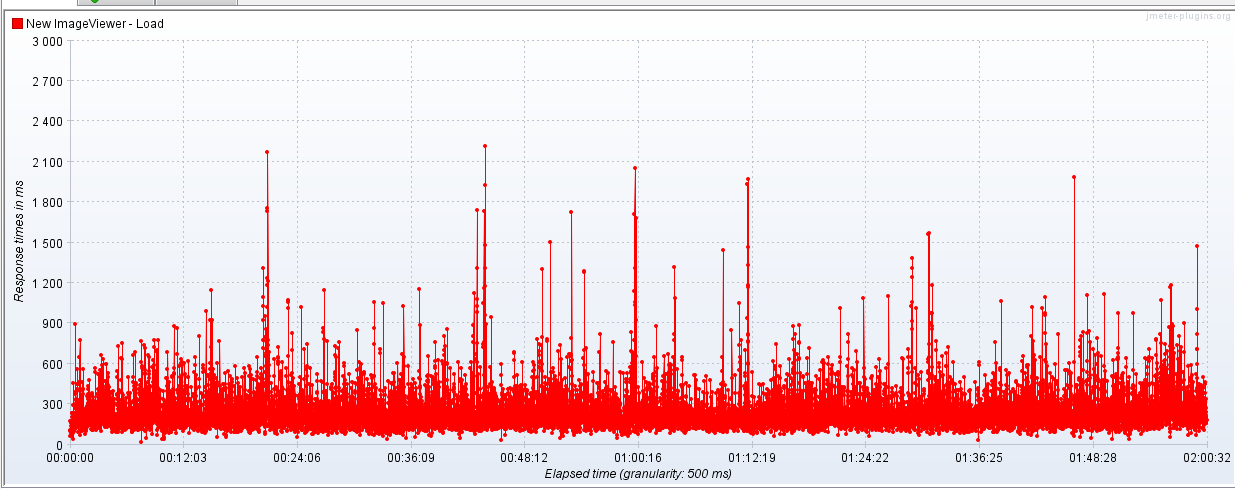 jmeter-plugins.org
New ImageViewer - Load
3 000
2 700
2 400
2 100
1 800
1 500
1 200
900
600
300
0
Response times in ms
00:00:00 00:12:03 00:24:06 00:36:09 00:48:12 01:00:16 01:12:19 01:24:22 01:36:25 01:48:28 02:00:32
Elapsed time (granularity: 500 ms)